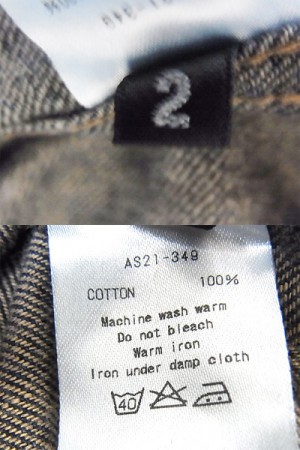 2
AS21-349
COTTON 100%
Machine wash warm
Do not bleach
Warm iron
Iron under damp cloth
40